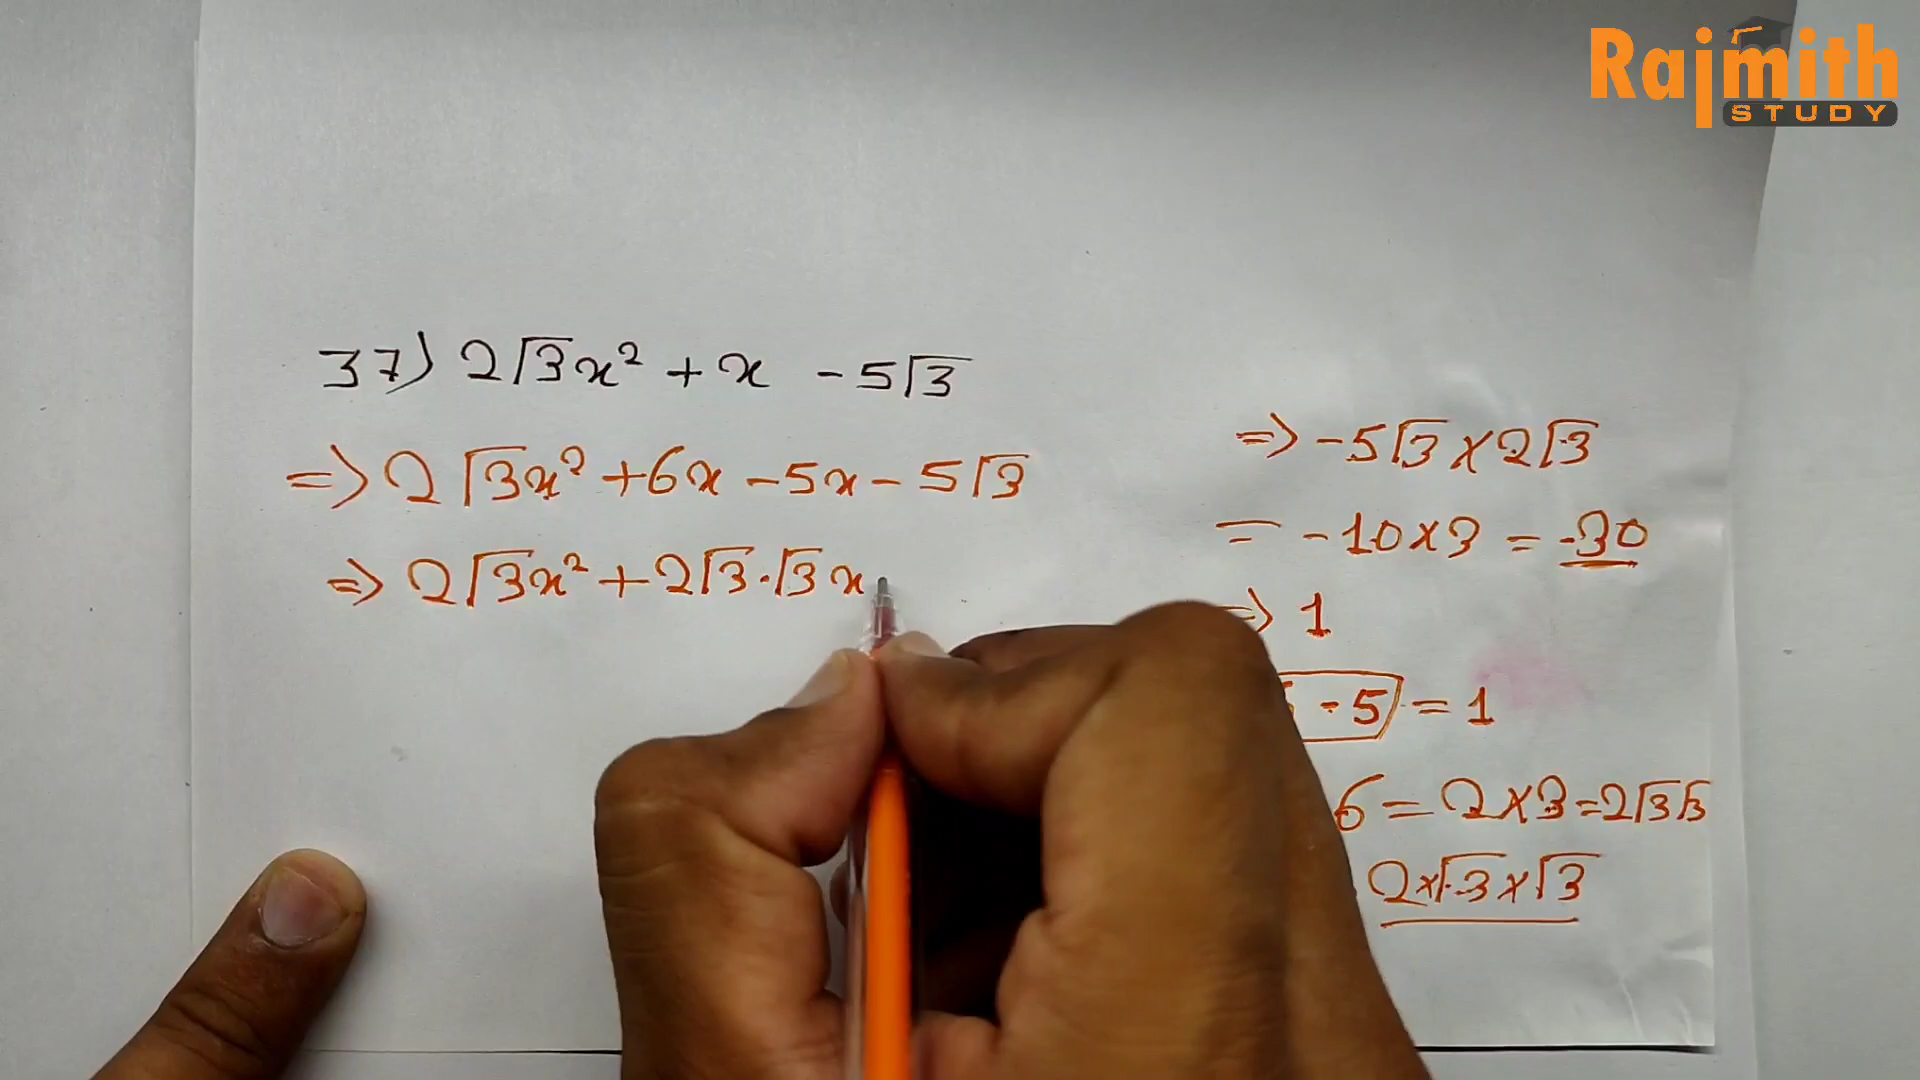 Rajmith
STUDY
37) 2√3x² + x - 5√3
=> 2√3x² + 6x - 5x - 5√3
=> 2√3x² + 2√3·√3x
=> -5√3 × 2√3
= -10×3 = -30
=> 1
- 5 = 1
6 = 2×3 = 2√3√3
2×√3×√3